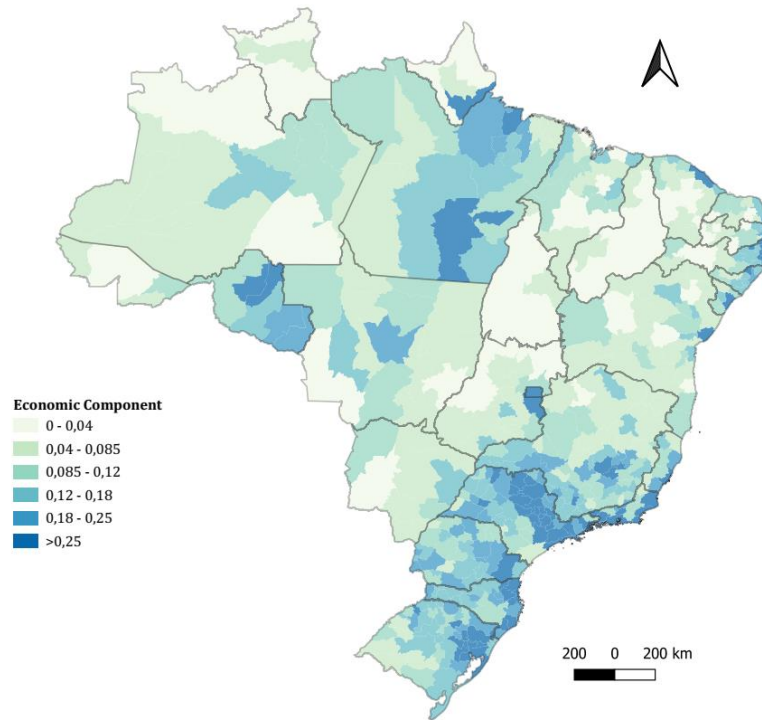 Economic Component
0 - 0,04
0,04 - 0,085
0,085 - 0,12
0,12 - 0,18
0,18 - 0,25
>0,25
200 0 200 km